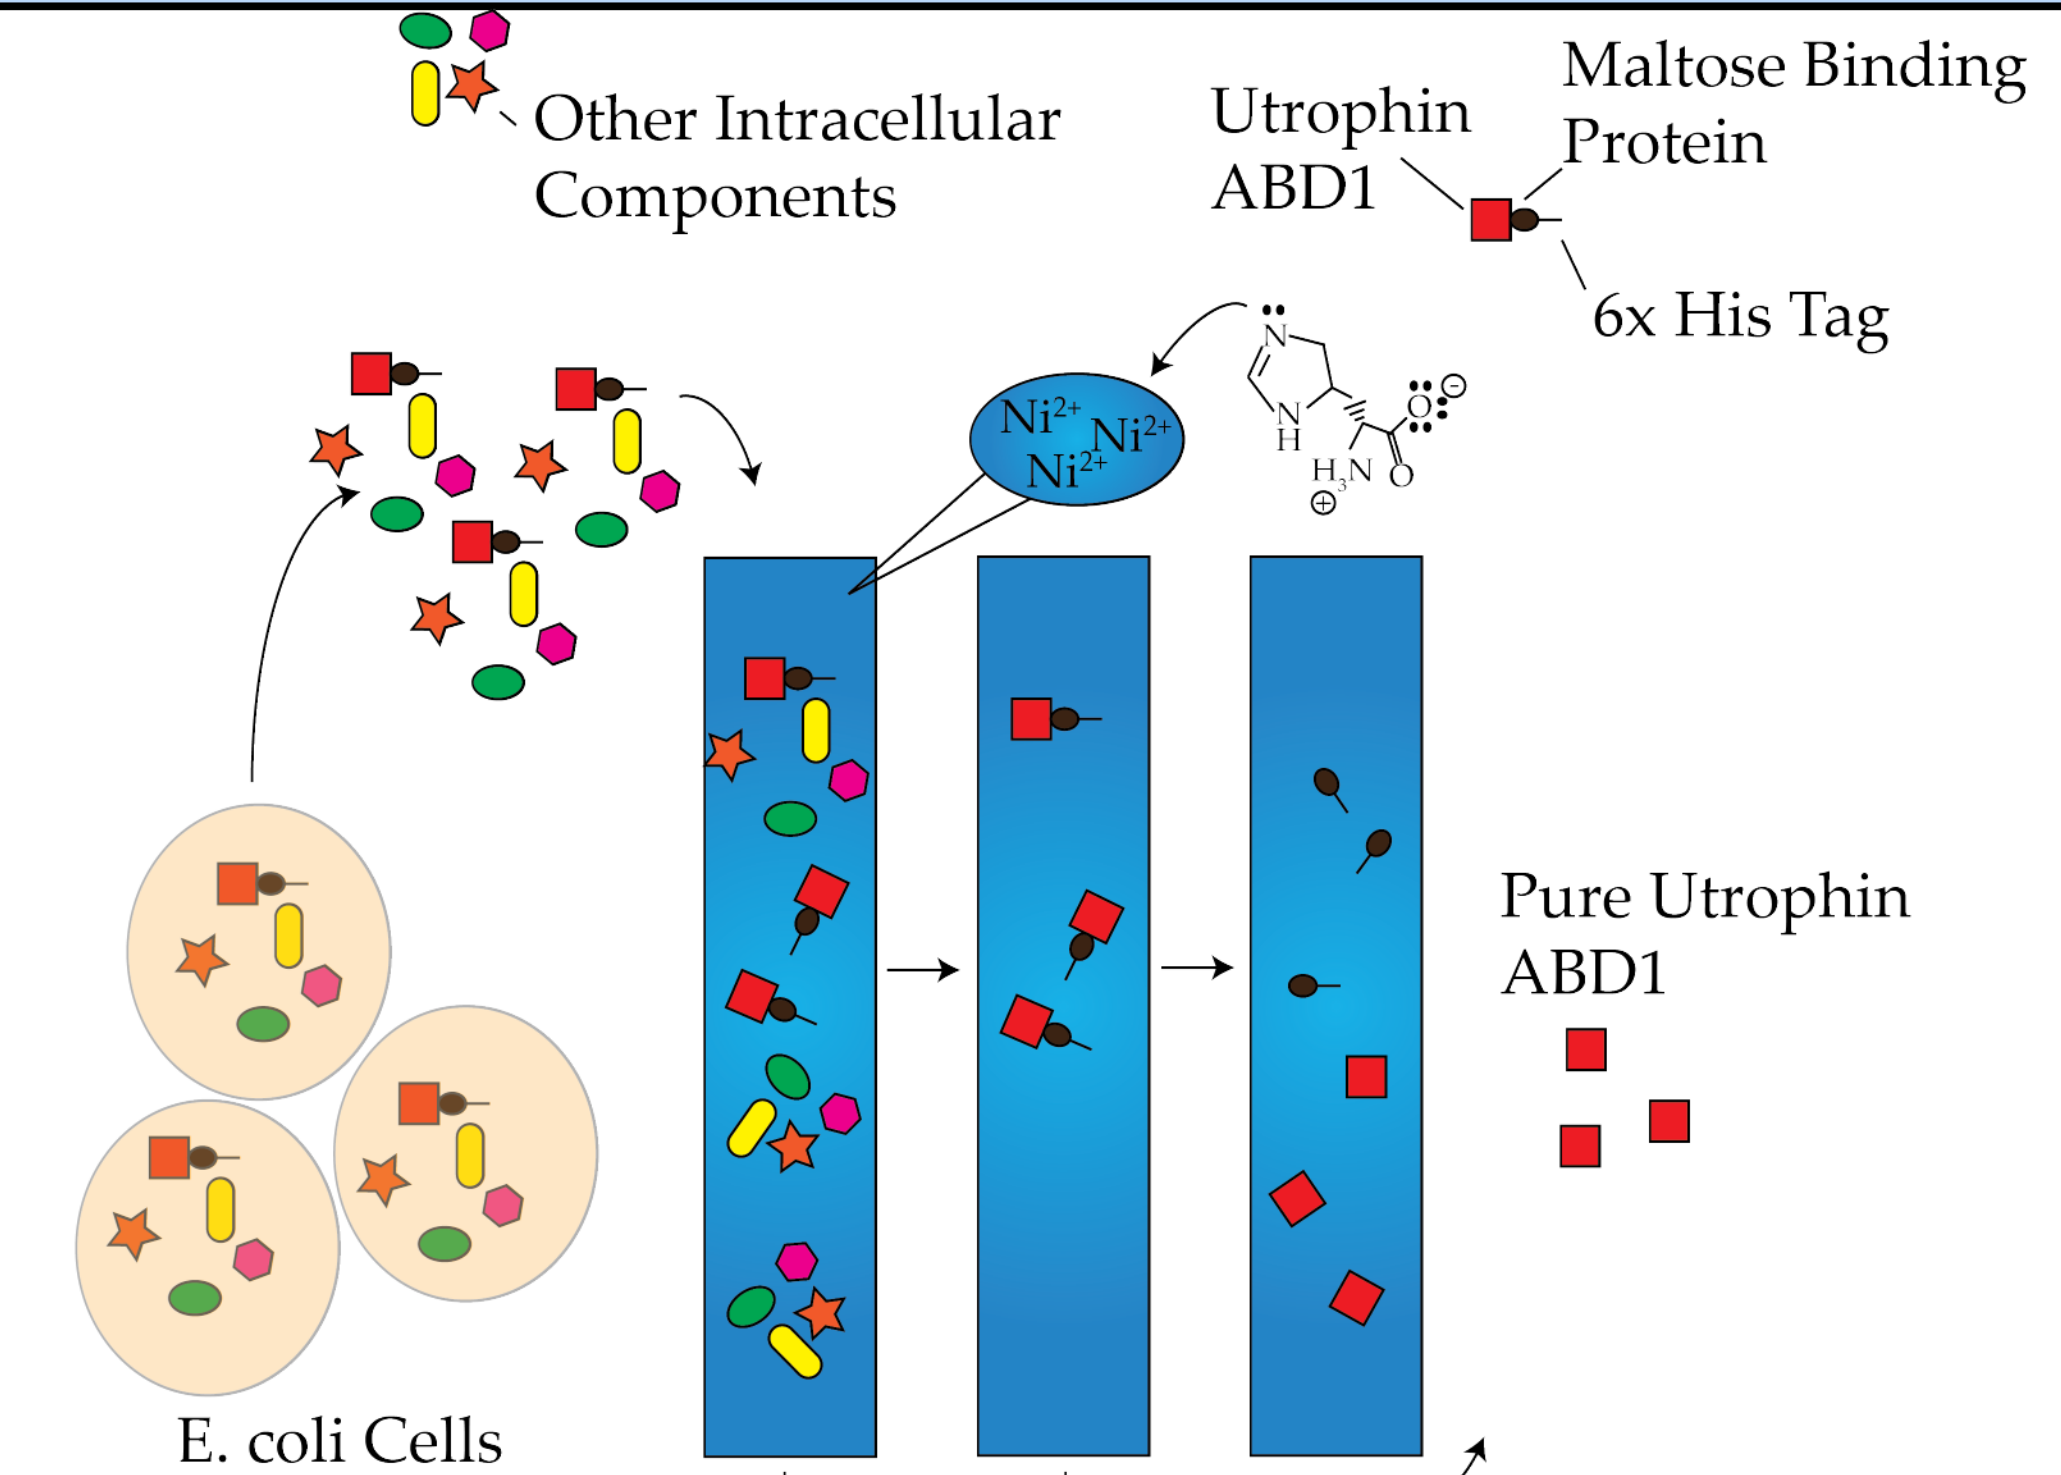 Other Intracellular
Components
Utrophin
ABD1
Maltose Binding
Protein
6x His Tag
Ni2+
Ni2+
Ni2+
N
N
H
O
-
H3N
O
+
Pure Utrophin
ABD1
E. coli Cells